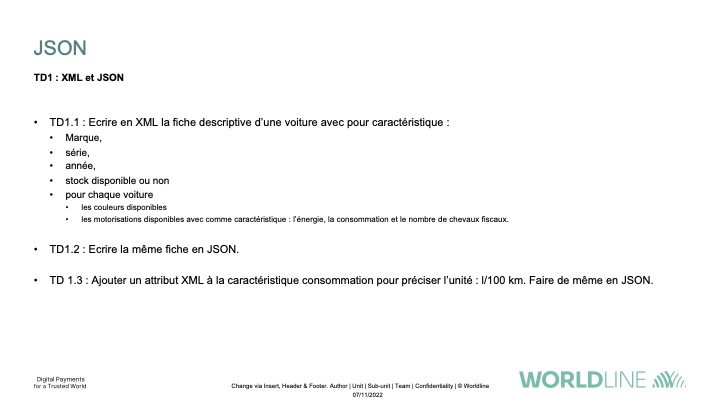 JSON
TD1 : XML et JSON
• TD1.1 : Ecrire en XML la fiche descriptive d'une voiture avec pour caractéristique :
• Marque,
• série,
• année,
• stock disponible ou non
• pour chaque voiture
• les couleurs disponibles
• les motorisations disponibles avec comme caractéristique : l'énergie, la consommation et le nombre de chevaux fiscaux.
• TD1.2 : Ecrire la même fiche en JSON.
• TD 1.3 : Ajouter un attribut XML à la caractéristique consommation pour préciser l'unité : l/100 km. Faire de même en JSON.
Digital Payments
for a Trusted World
Change via Insert, Header & Footer. Author | Unit | Sub-unit | Team | Confidentiality | © Worldline
07/11/2022
WORLDLINE